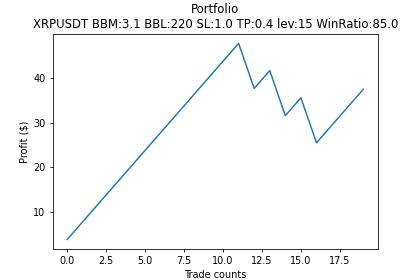 Portfolio
XRPUSDT BBM:3.1 BBL:220 SL:1.0 TP:0.4 lev:15 WinRatio:85.0
40
30
20
10
Profit ($)
0.0 2.5 5.0 7.5 10.0 12.5 15.0 17.5
Trade counts